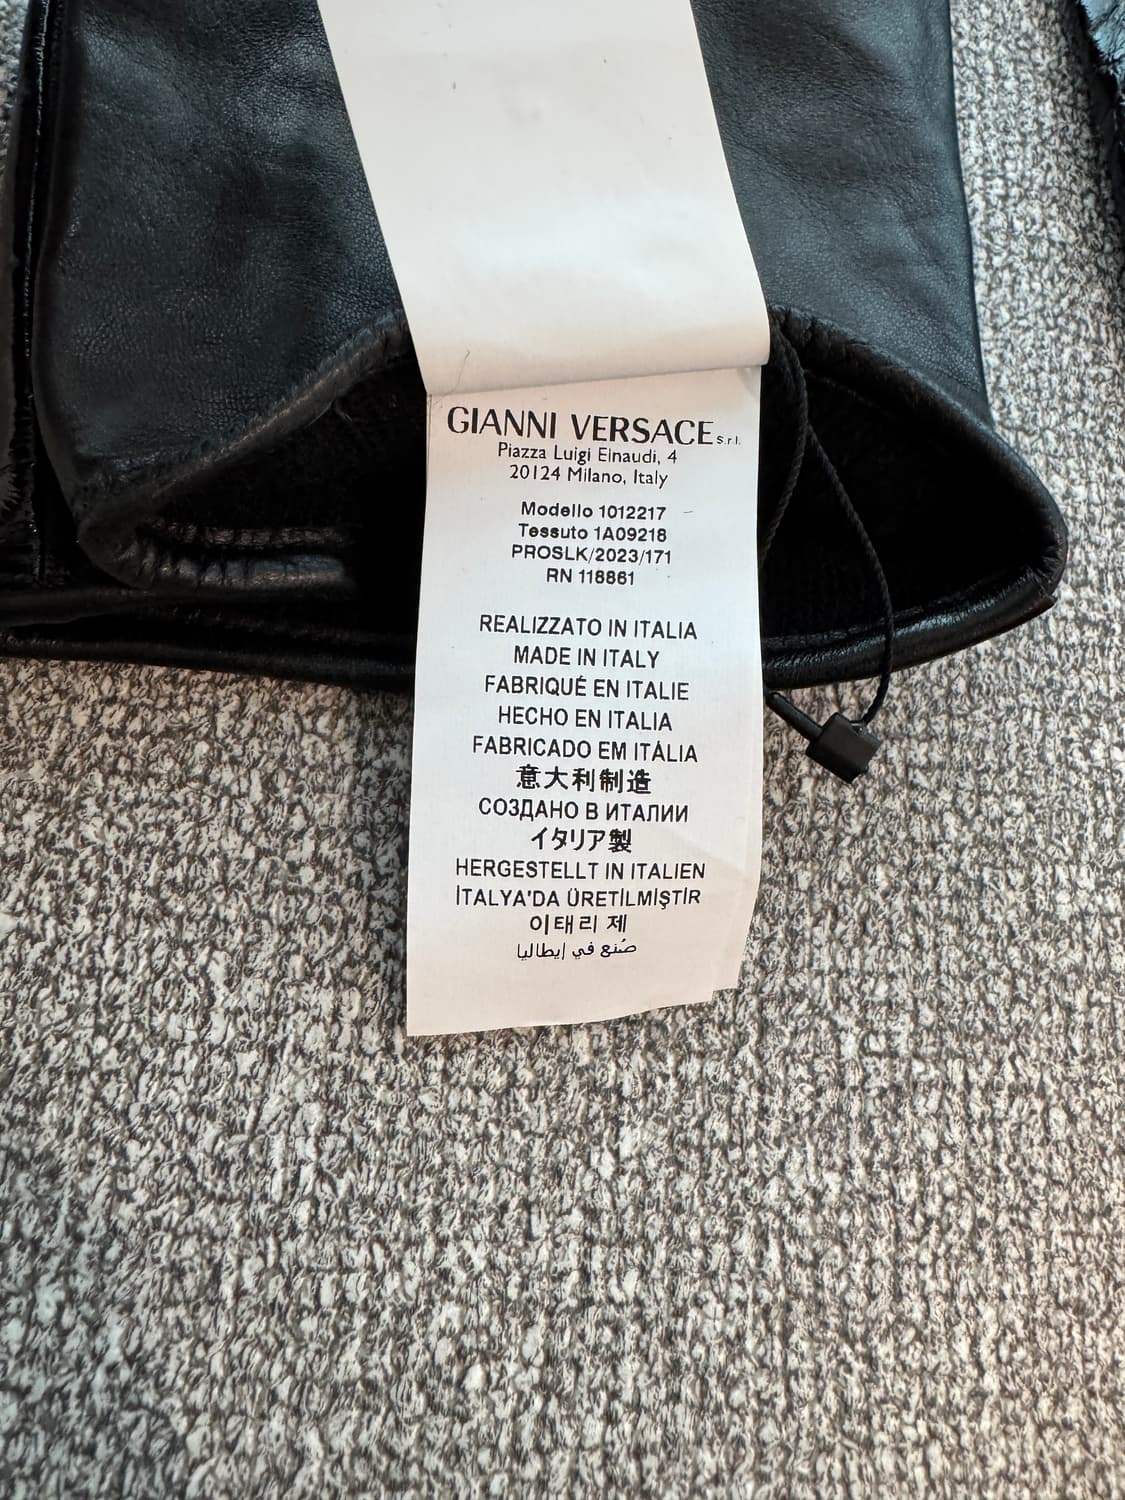 GIANNI VERSACE s.r.l.
Piazza Luigi Einaudi, 4
20124 Milano, Italy
Modello 1012217
Tessuto 1A09218
PROSLK/2023/171
RN 118861
REALIZZATO IN ITALIA
MADE IN ITALY
FABRIQUÉ EN ITALIE
HECHO EN ITALIA
FABRICADO EM ITÁLIA
意大利制造
СОЗДАНО В ИТАЛИИ
イタリア製
HERGESTELLT IN ITALIEN
İTALYA'DA ÜRETİLMİŞTİR
이태리 제
صُنع في إيطاليا